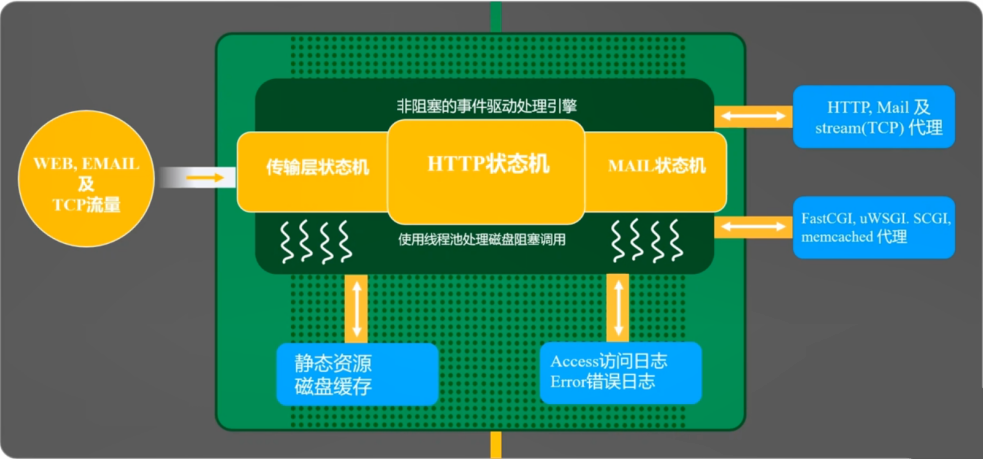 非阻塞的事件驱动处理引擎
WEB, EMAIL
及
TCP流量
传输层状态机
HTTP状态机
MAIL状态机
使用线程池处理磁盘阻塞调用
HTTP, Mail 及
stream(TCP) 代理
FastCGI, uWSGI. SCGI,
memcached 代理
静态资源
磁盘缓存
Access访问日志
Error错误日志